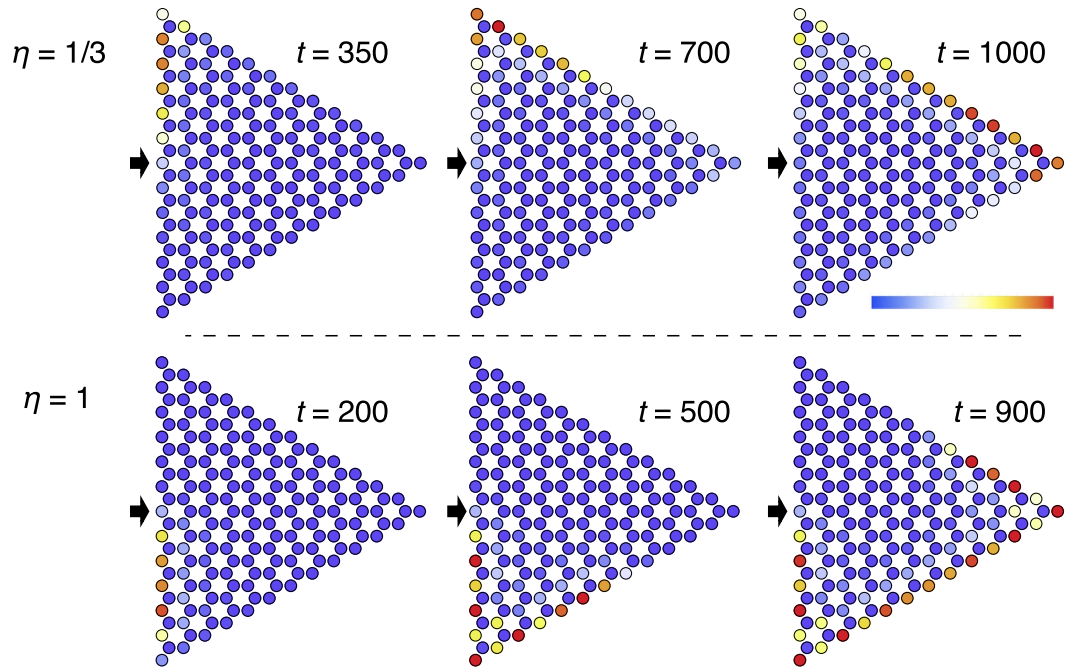 η = 1/3
t = 350
t = 700
t = 1000
η = 1
t = 200
t = 500
t = 900